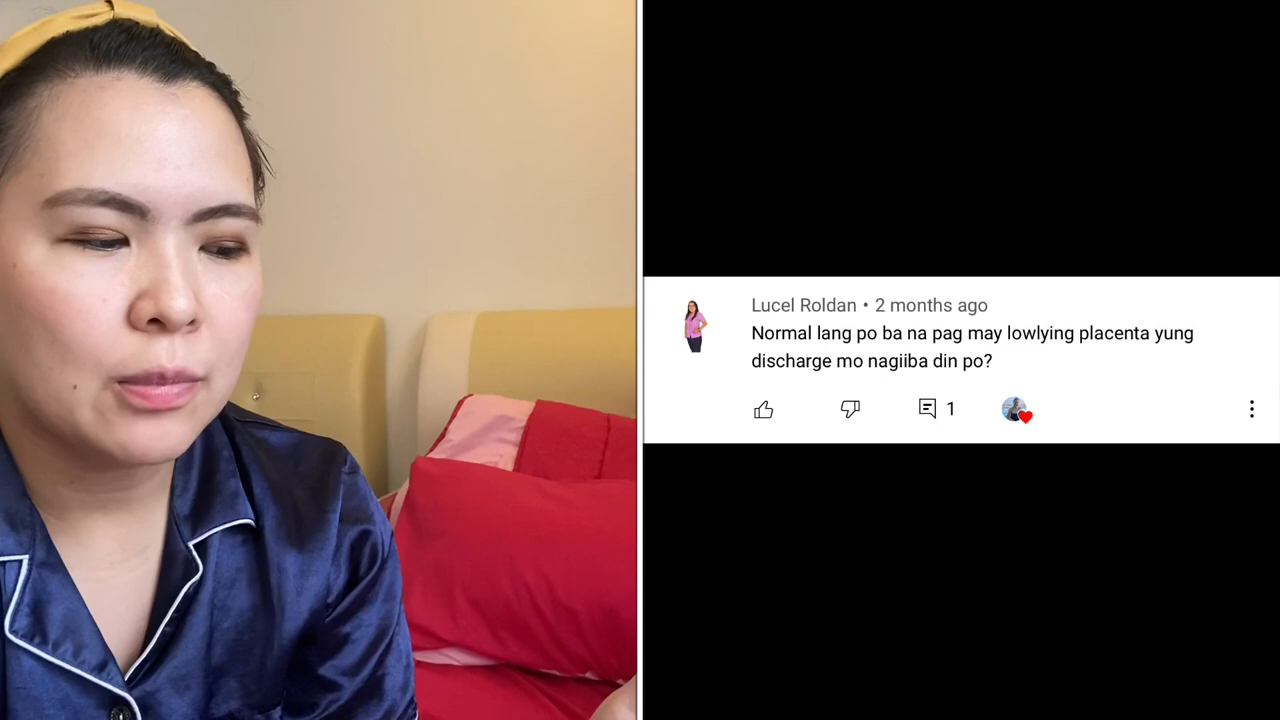 Lucel Roldan • 2 months ago
Normal lang po ba na pag may lowlying placenta yung
discharge mo nagiiba din po?
1